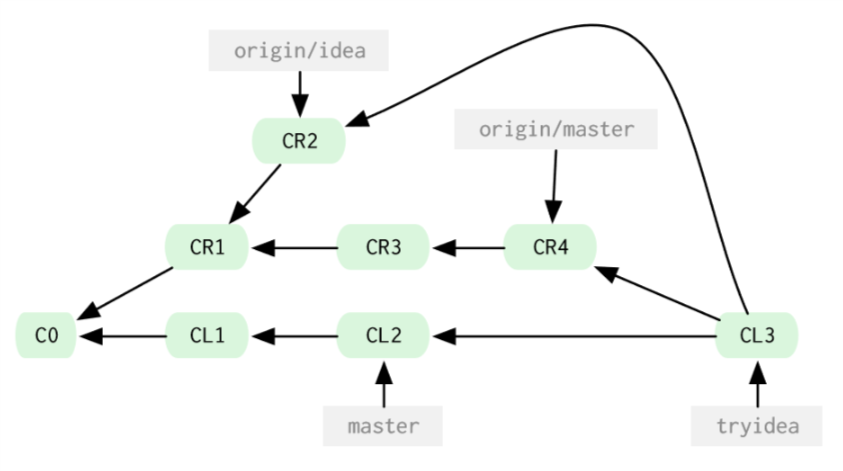 origin/idea
CR2
origin/master
CR1
CR3
CR4
C0
CL1
CL2
CL3
master
tryidea